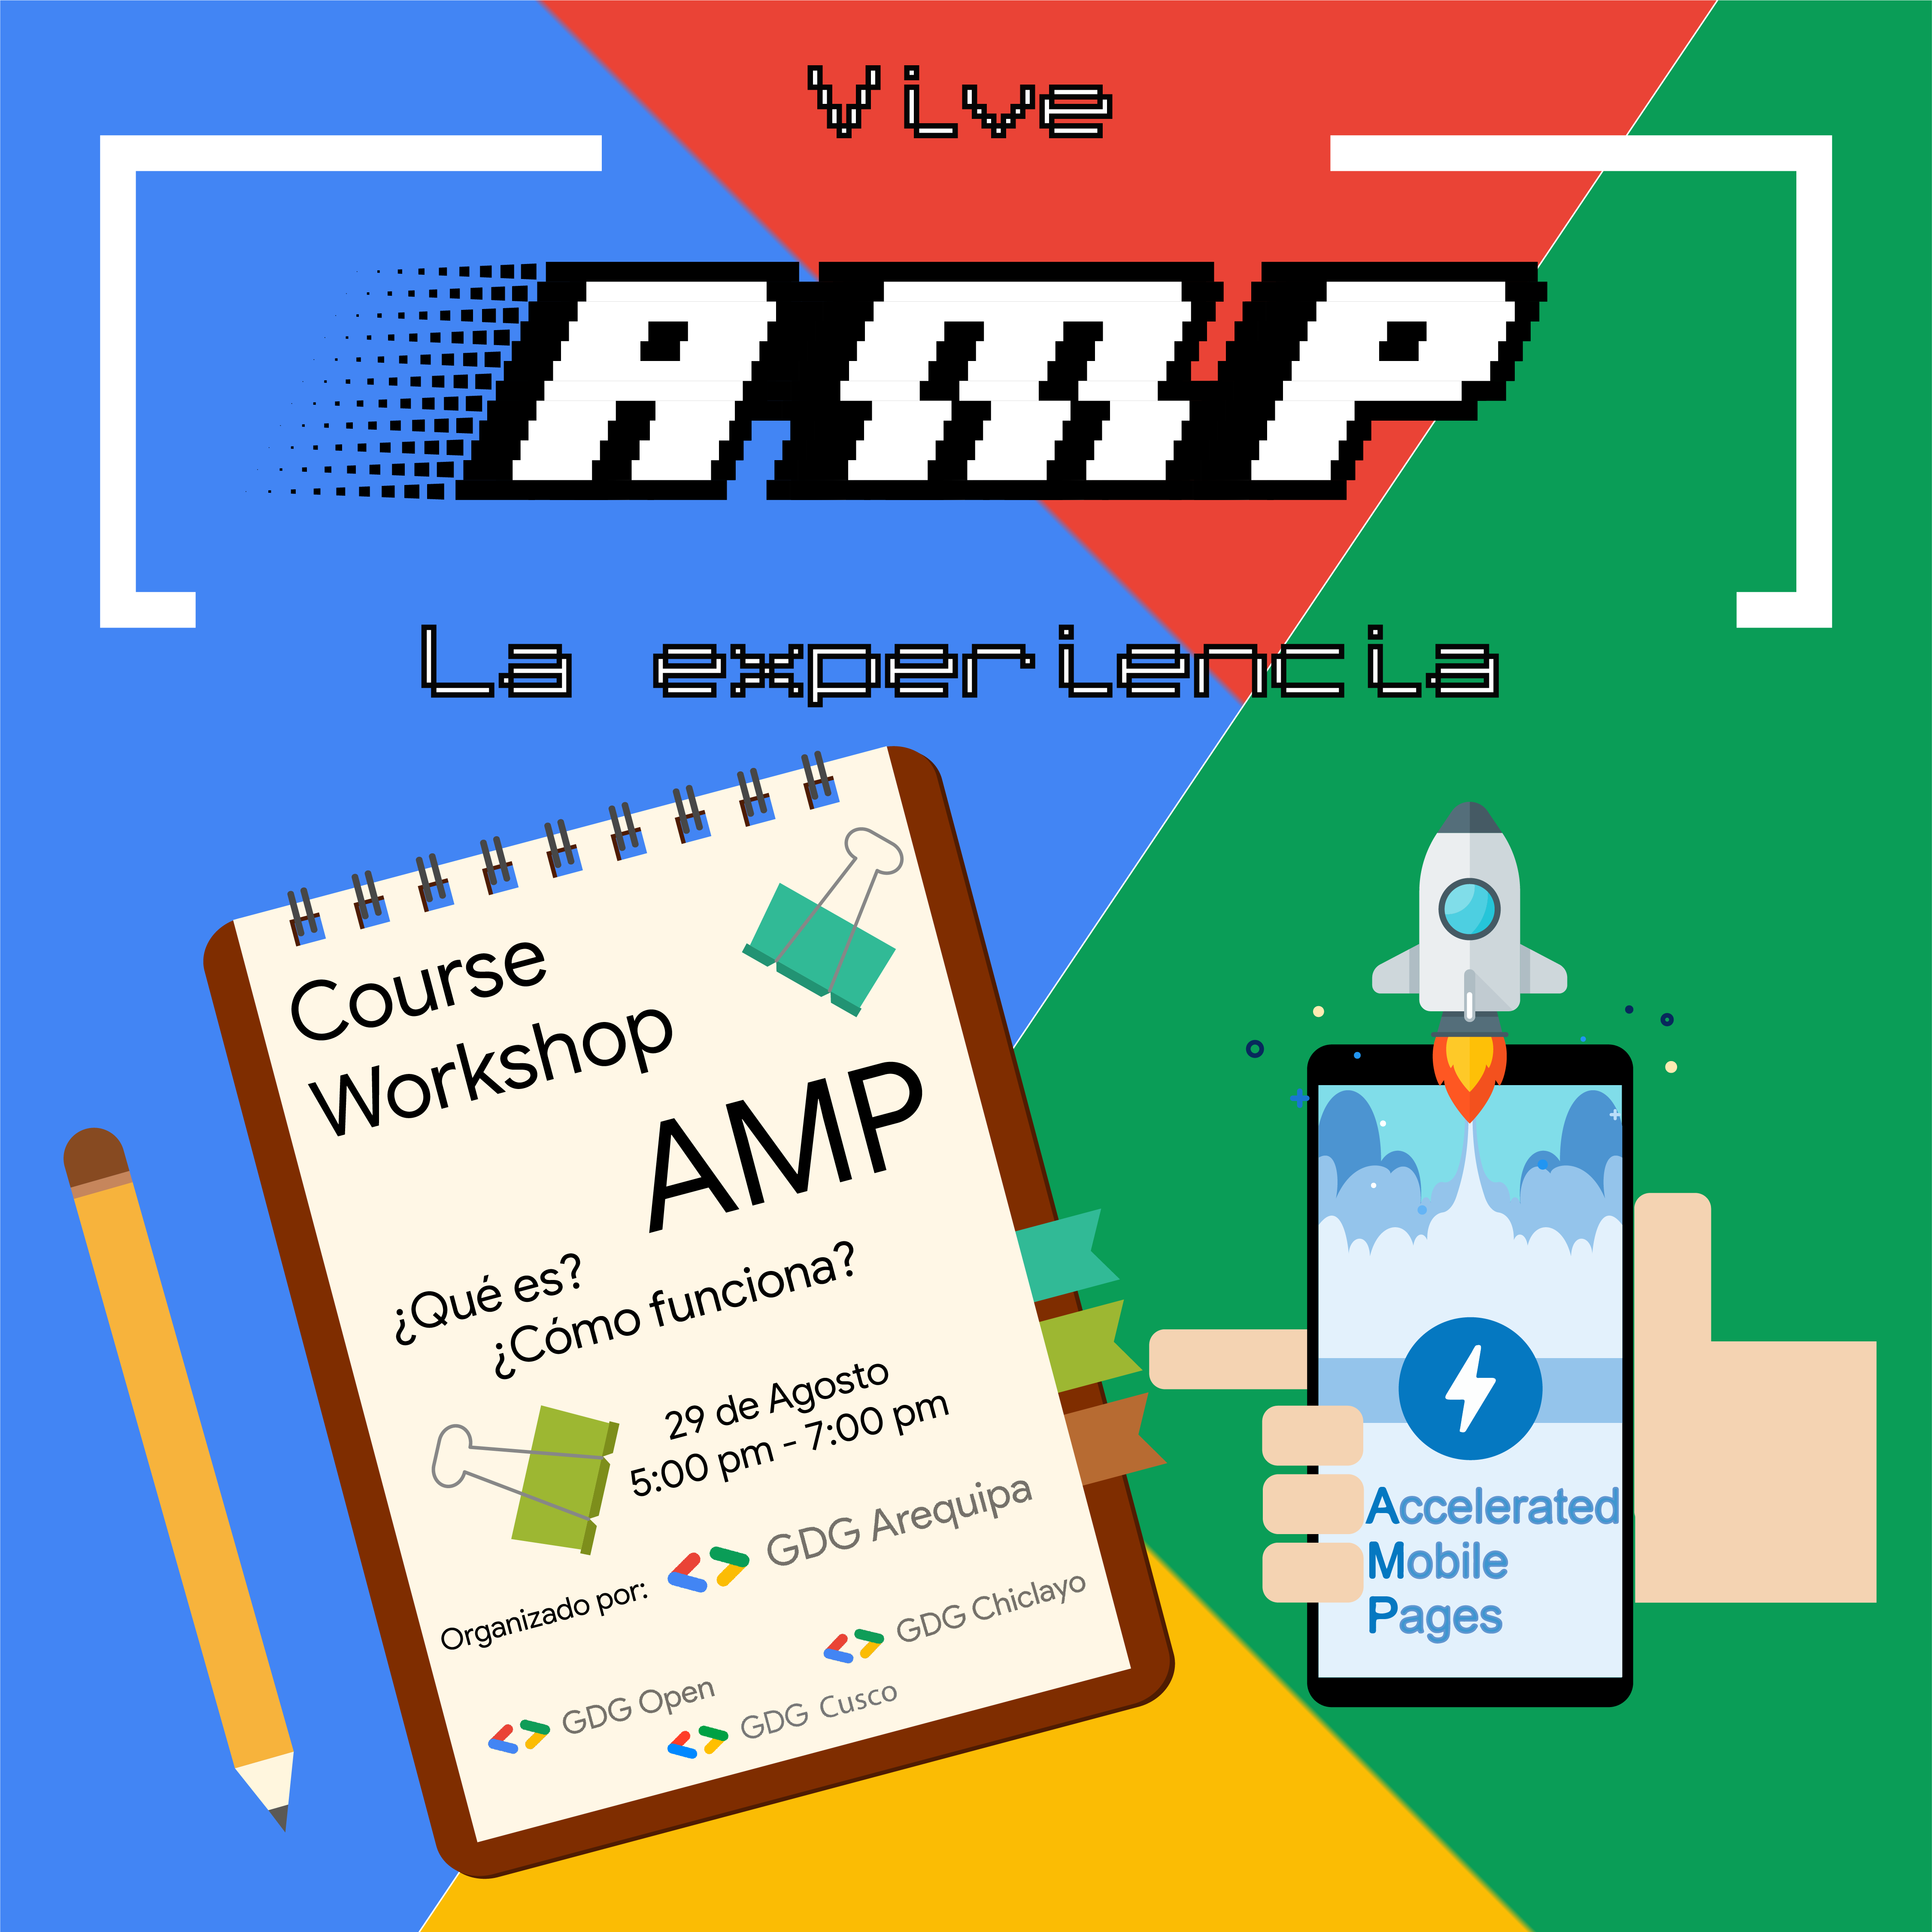 Vive
AMP
La experiencia
Course
Workshop
AMP
¿Qué es?
¿Cómo funciona?
29 de Agosto
5:00 pm - 7:00 pm
Organizado por:
GDG Arequipa
GDG Chiclayo
GDG Open
GDG Cusco
Accelerated
Mobile
Pages